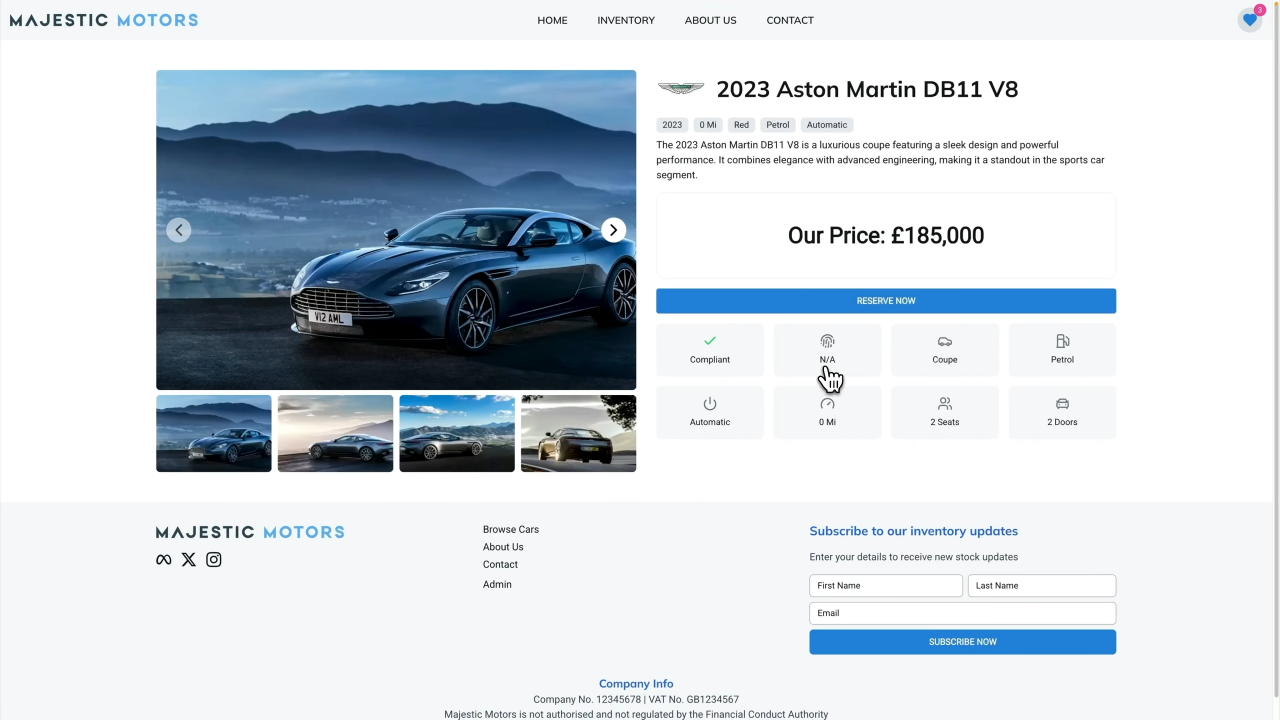 MAJESTIC MOTORS
HOME
INVENTORY
ABOUT US
CONTACT
3
2023 Aston Martin DB11 V8
2023
0 Mi
Red
Petrol
Automatic
The 2023 Aston Martin DB11 V8 is a luxurious coupe featuring a sleek design and powerful
performance. It combines elegance with advanced engineering, making it a standout in the sports car
segment.
V12 AML
Our Price: £185,000
RESERVE NOW
Compliant
N/A
Coupe
Petrol
Automatic
0 Mi
2 Seats
2 Doors
MAJESTIC MOTORS
Browse Cars
About Us
Contact
Admin
Subscribe to our inventory updates
Enter your details to receive new stock updates
First Name
Last Name
Email
SUBSCRIBE NOW
Company Info
Company No. 12345678 | VAT No. GB1234567
Majestic Motors is not authorised and not regulated by the Financial Conduct Authority